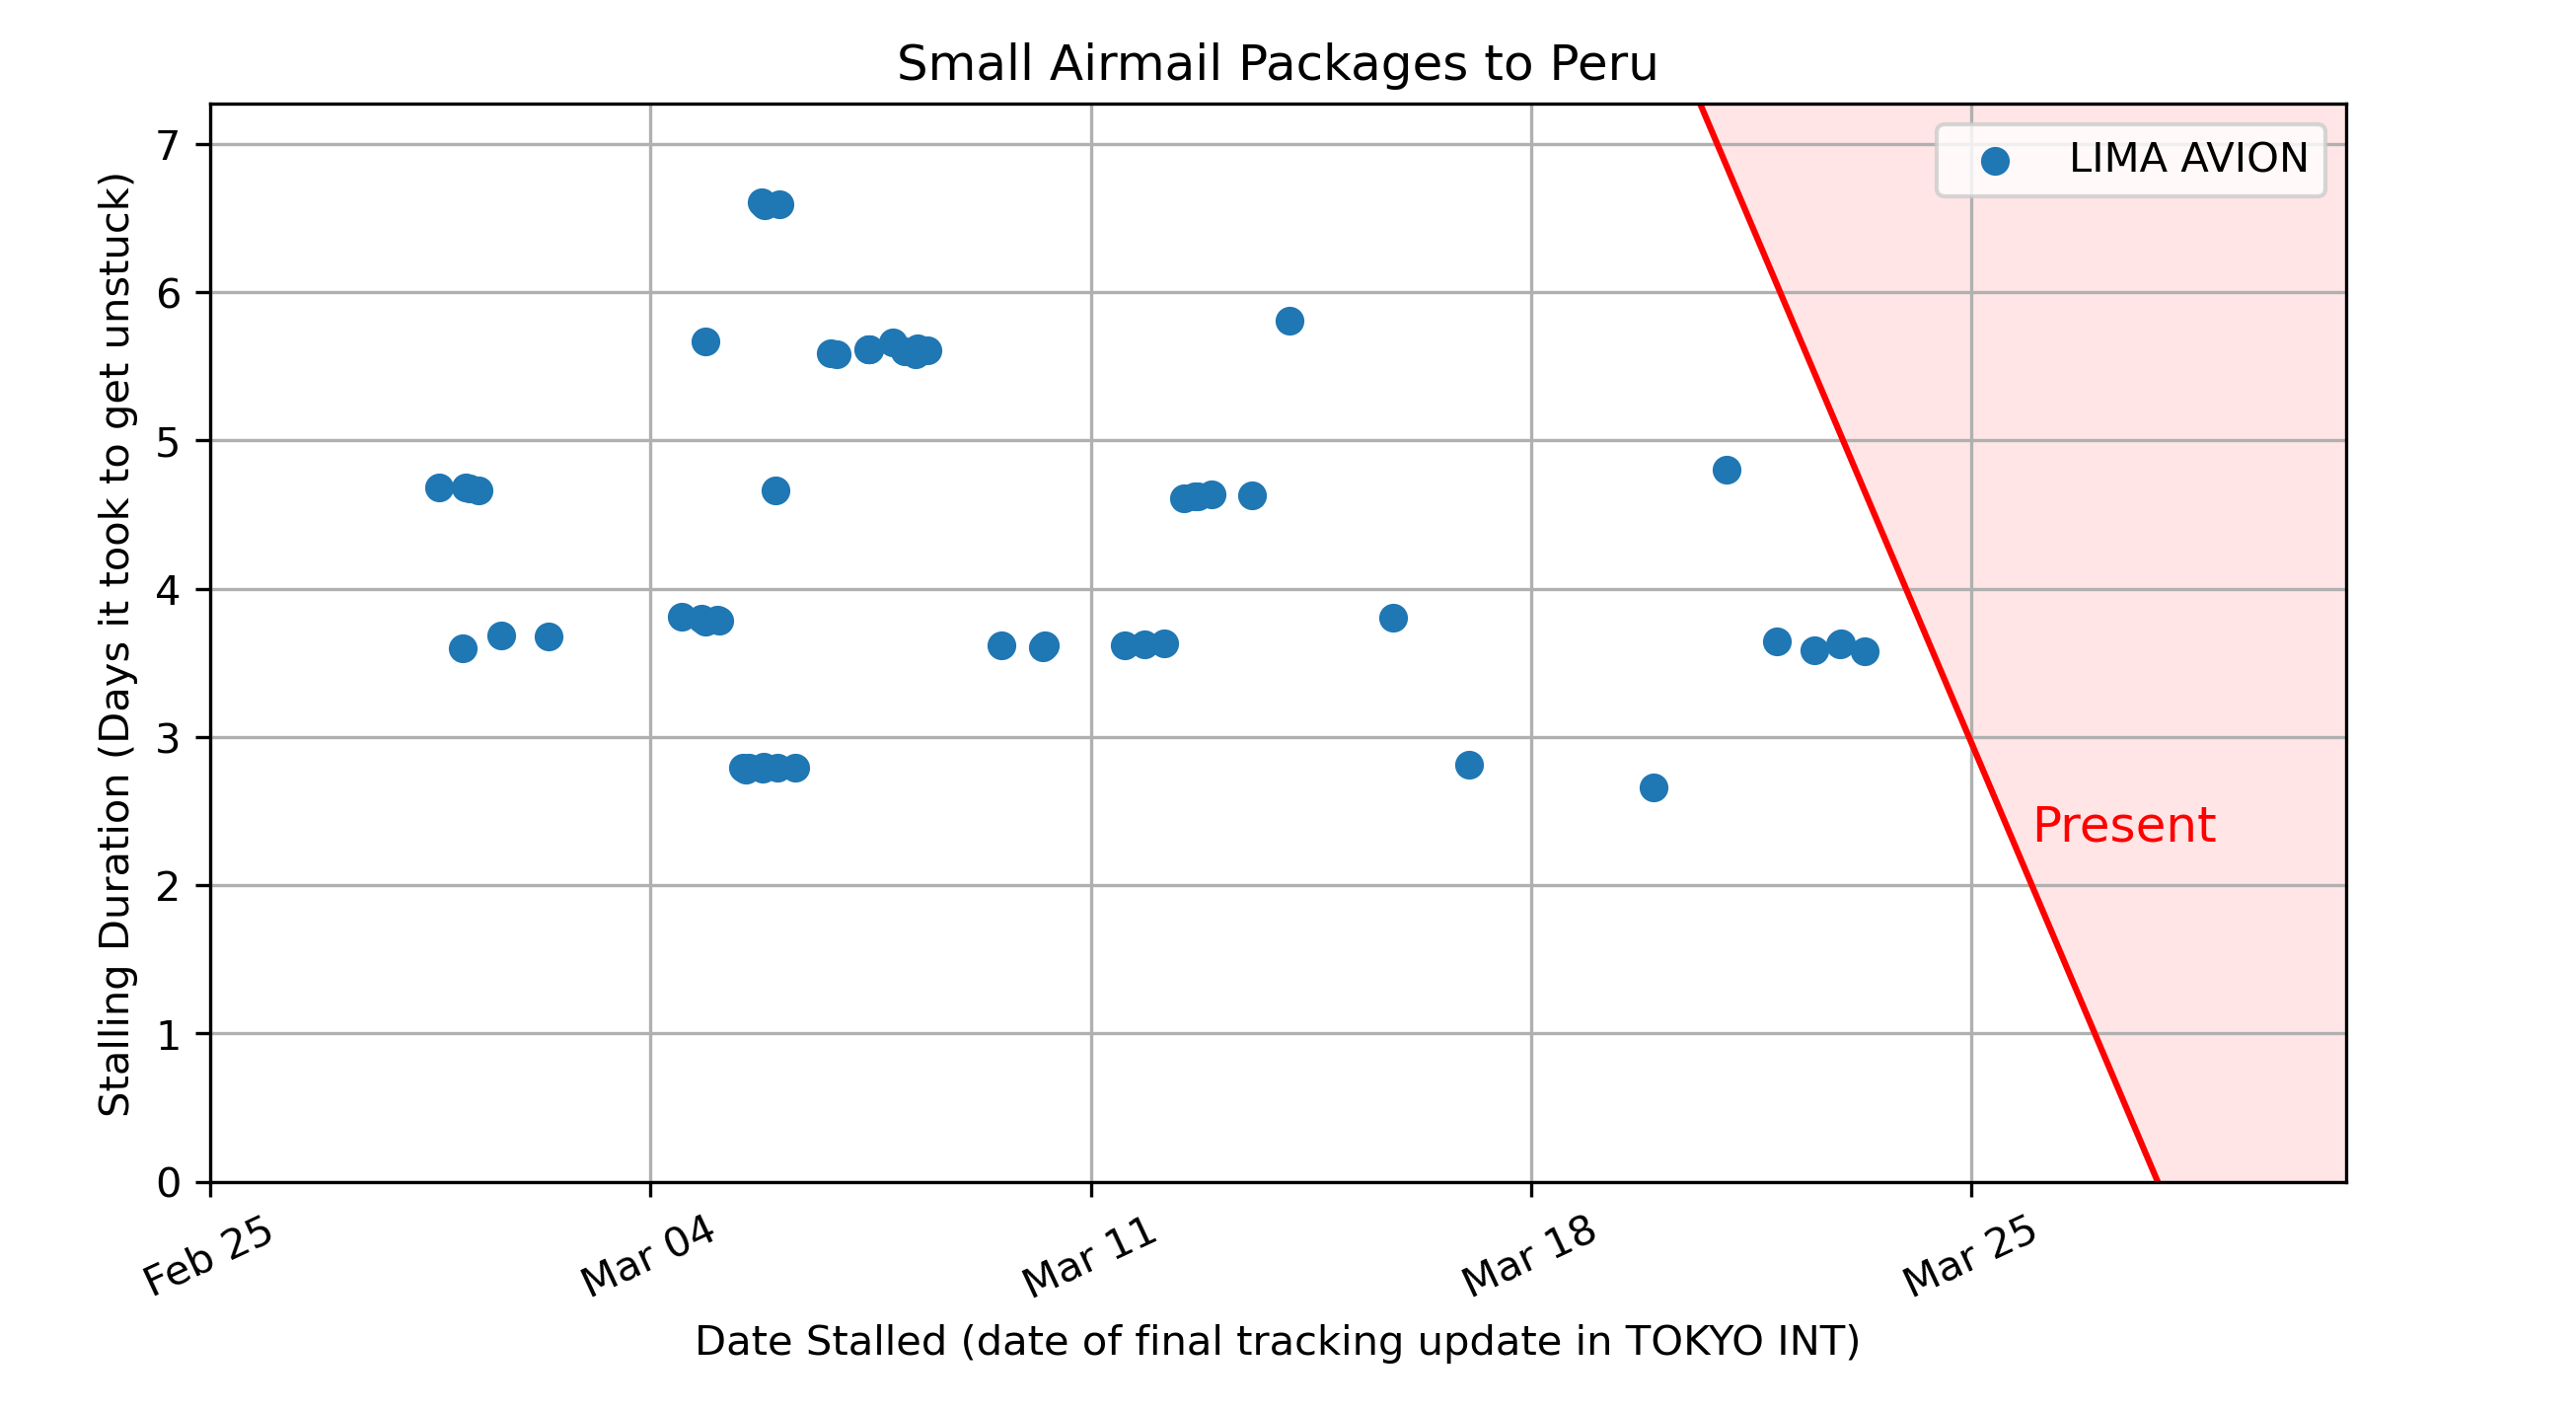 Small Airmail Packages to Peru
LIMA AVION
Stalling Duration (Days it took to get unstuck)
7
6
5
4
3
2
1
0
Present
Feb 25
Mar 04
Mar 11
Mar 18
Mar 25
Date Stalled (date of final tracking update in TOKYO INT)